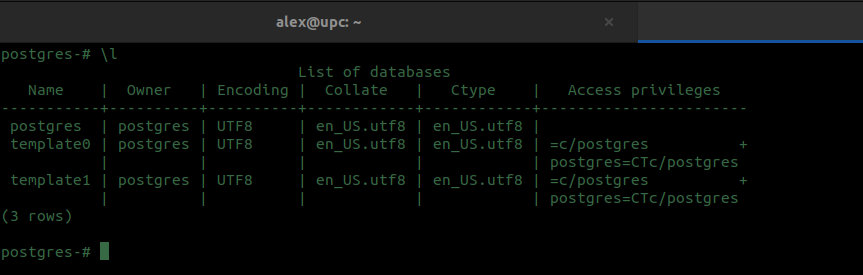 alex@upc: ~ ×
postgres-# \l
                                 List of databases
   Name    |  Owner   | Encoding |   Collate   |   Ctype    |   Access privileges
-----------+----------+----------+------------+------------+-----------------------
 postgres  | postgres | UTF8     | en_US.utf8 | en_US.utf8 |
 template0 | postgres | UTF8     | en_US.utf8 | en_US.utf8 | =c/postgres          +
           |          |          |            |            | postgres=CTc/postgres
 template1 | postgres | UTF8     | en_US.utf8 | en_US.utf8 | =c/postgres          +
           |          |          |            |            | postgres=CTc/postgres
(3 rows)
postgres-#